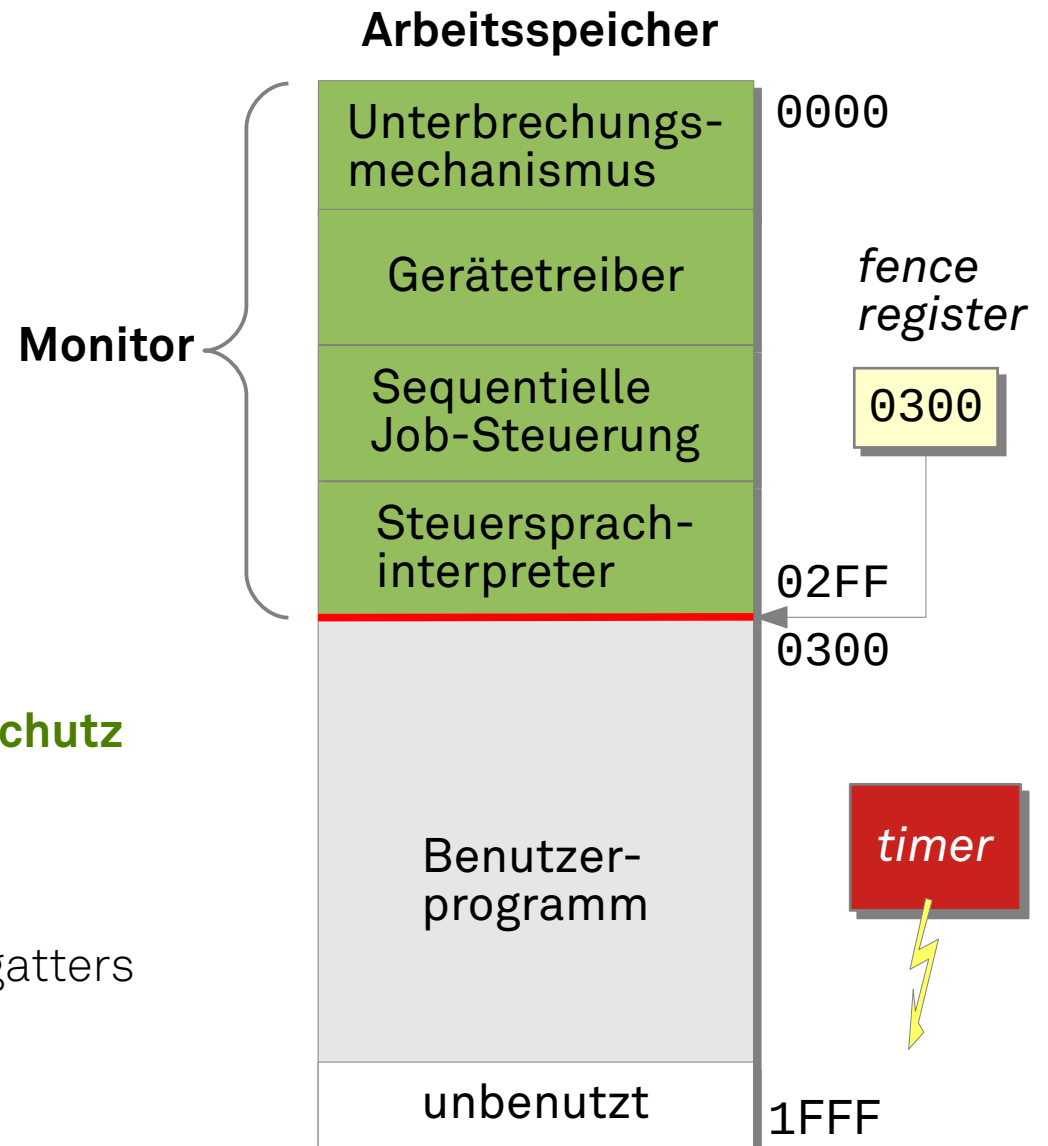 Arbeitsspeicher
Unterbrechungs-
mechanismus
0000
Gerätetreiber
fence
register
Monitor
Sequentielle
Job-Steuerung
0300
Steuersprach-
interpreter
02FF
0300
chutz
timer
Benutzer-
programm
gatters
unbenutzt
1FFF